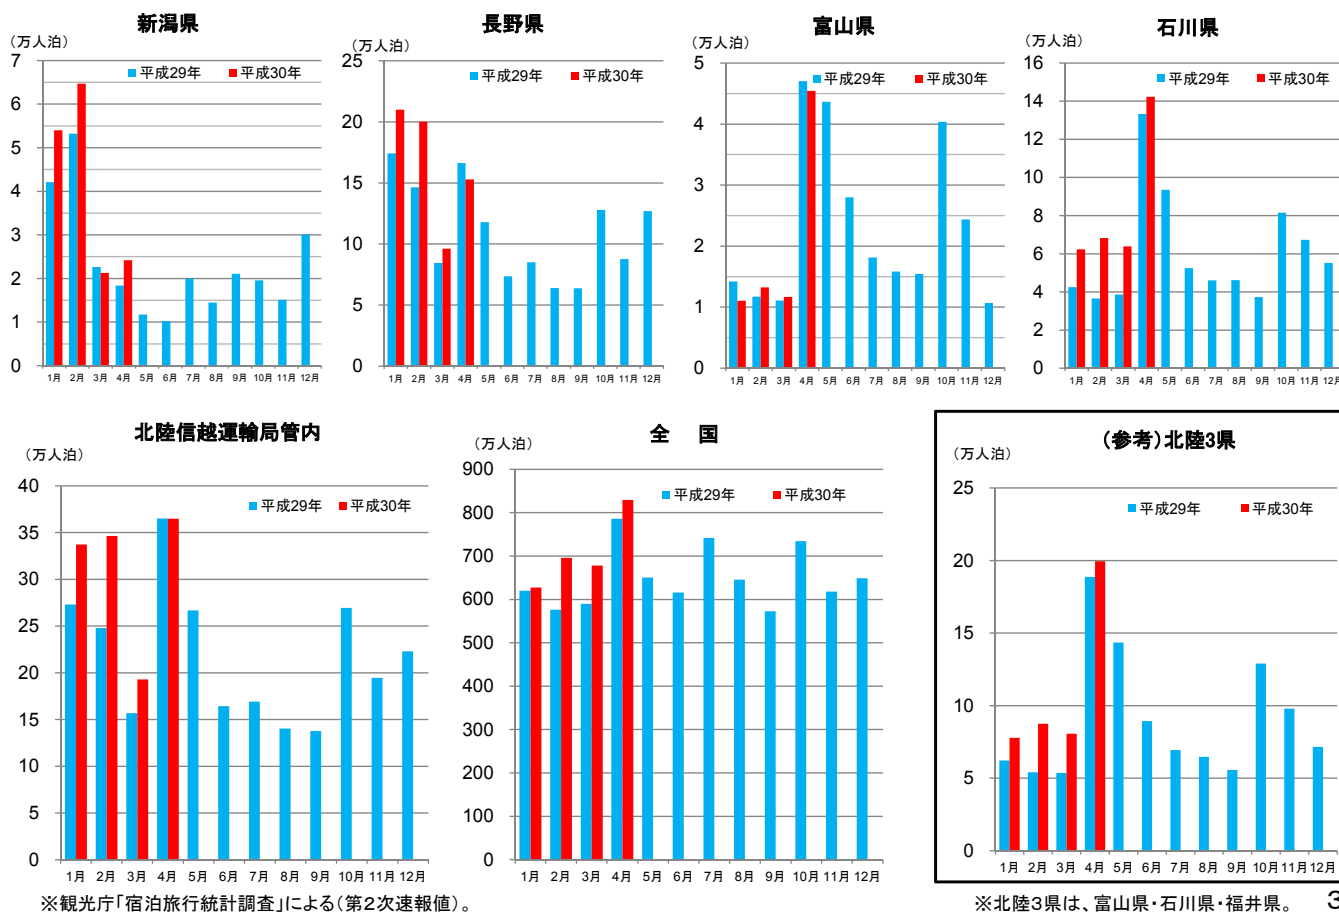 新潟県
(万人泊)
平成29年 平成30年
7
6
5
4
3
2
1
0
1月 2月 3月 4月 5月 6月 7月 8月 9月 10月 11月 12月
長野県
(万人泊)
平成29年 平成30年
25
20
15
10
5
0
1月 2月 3月 4月 5月 6月 7月 8月 9月 10月 11月 12月
富山県
(万人泊)
平成29年 平成30年
5
4
3
2
1
0
1月 2月 3月 4月 5月 6月 7月 8月 9月 10月 11月 12月
石川県
(万人泊)
平成29年 平成30年
16
14
12
10
8
6
4
2
0
1月 2月 3月 4月 5月 6月 7月 8月 9月 10月 11月 12月
北陸信越運輸局管内
(万人泊)
平成29年 平成30年
40
35
30
25
20
15
10
5
0
1月 2月 3月 4月 5月 6月 7月 8月 9月 10月 11月 12月
全 国
(万人泊)
平成29年 平成30年
900
800
700
600
500
400
300
200
100
0
1月 2月 3月 4月 5月 6月 7月 8月 9月 10月 11月 12月
(参考)北陸3県
(万人泊)
平成29年 平成30年
25
20
15
10
5
0
1月 2月 3月 4月 5月 6月 7月 8月 9月 10月 11月 12月
※観光庁「宿泊旅行統計調査」による(第2次速報値)。
※北陸3県は、富山県・石川県・福井県。
3